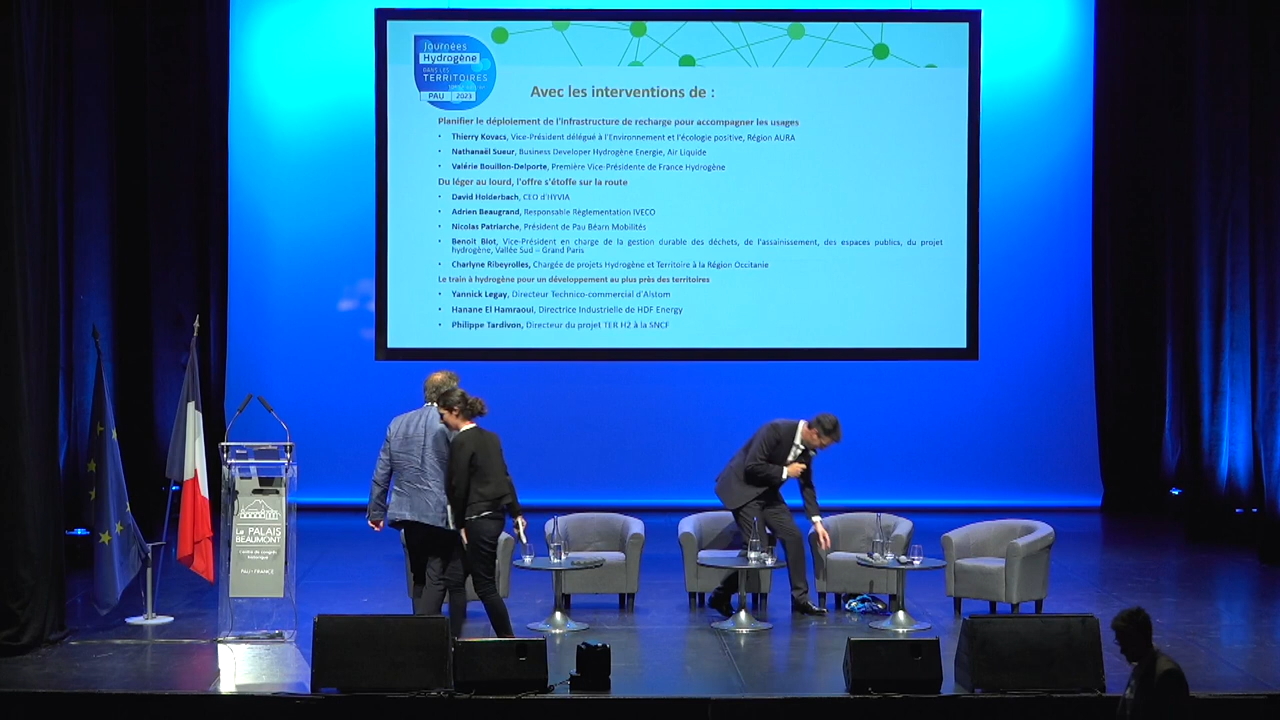 Journées
Hydrogène
DANS LES
TERRITOIRES
PAU 2023
Avec les interventions de :
Planifier le déploiement de l'infrastructure de recharge pour accompagner les usages
• Thierry Kovacs, Vice-Président délégué à l'Environnement et l'écologie positive, Région AURA
• Nathanaël Sueur, Business Developer Hydrogène Energie, Air Liquide
• Valérie Bouillon-Delporte, Première Vice-Présidente de France Hydrogène
Du léger au lourd, l'offre s'étoffe sur la route
• David Holderbach, CEO d'HYVIA
• Adrien Beaugrand, Responsable Règlementation IVECO
• Nicolas Patriarche, Président de Pau Béarn Mobilités
• Benoit Blot, Vice-Président en charge de la gestion durable des déchets, de l'assainissement, des espaces publics, du projet
hydrogène, Vallée Sud – Grand Paris
• Charlyne Ribeyrolles, Chargée de projets Hydrogène et Territoire à la Région Occitanie
Le train à hydrogène pour un développement au plus près des territoires
• Yannick Legay, Directeur Technico-commercial d'Alstom
• Hanane El Hamraoui, Directrice Industrielle de HDF Energy
• Philippe Tardivon, Directeur du projet TER H2 à la SNCF
Le PALAIS
BEAUMONT
Centre de congrès
historique
PAU - FRANCE